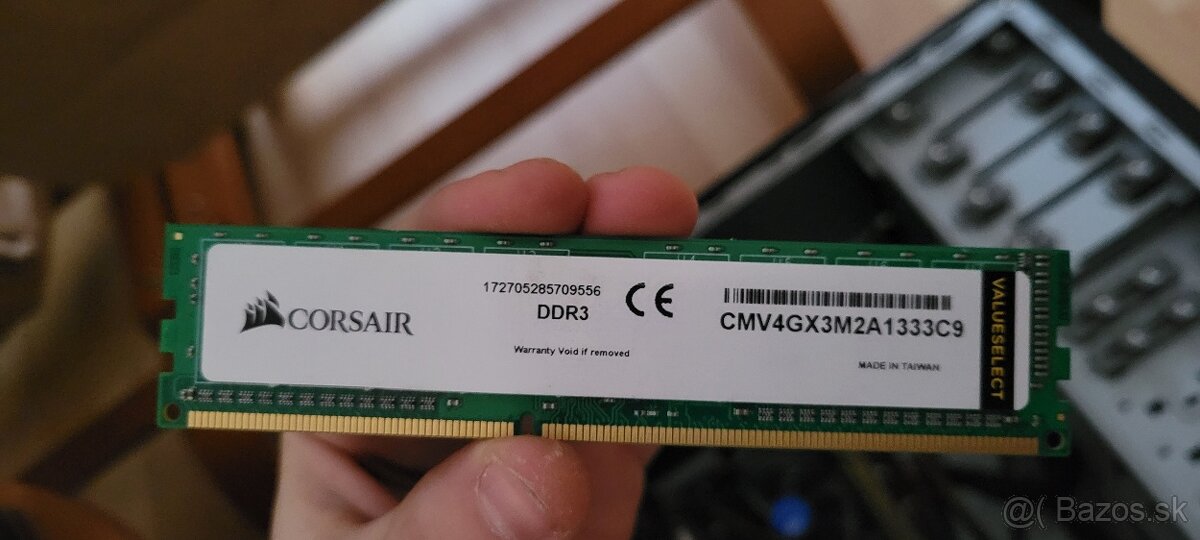 CORSAIR
172705285709556
DDR3
Warranty Void if removed
CE
CMV4GX3M2A1333C9
MADE IN TAIWAN
VALUESELECT
@( Bazos.sk